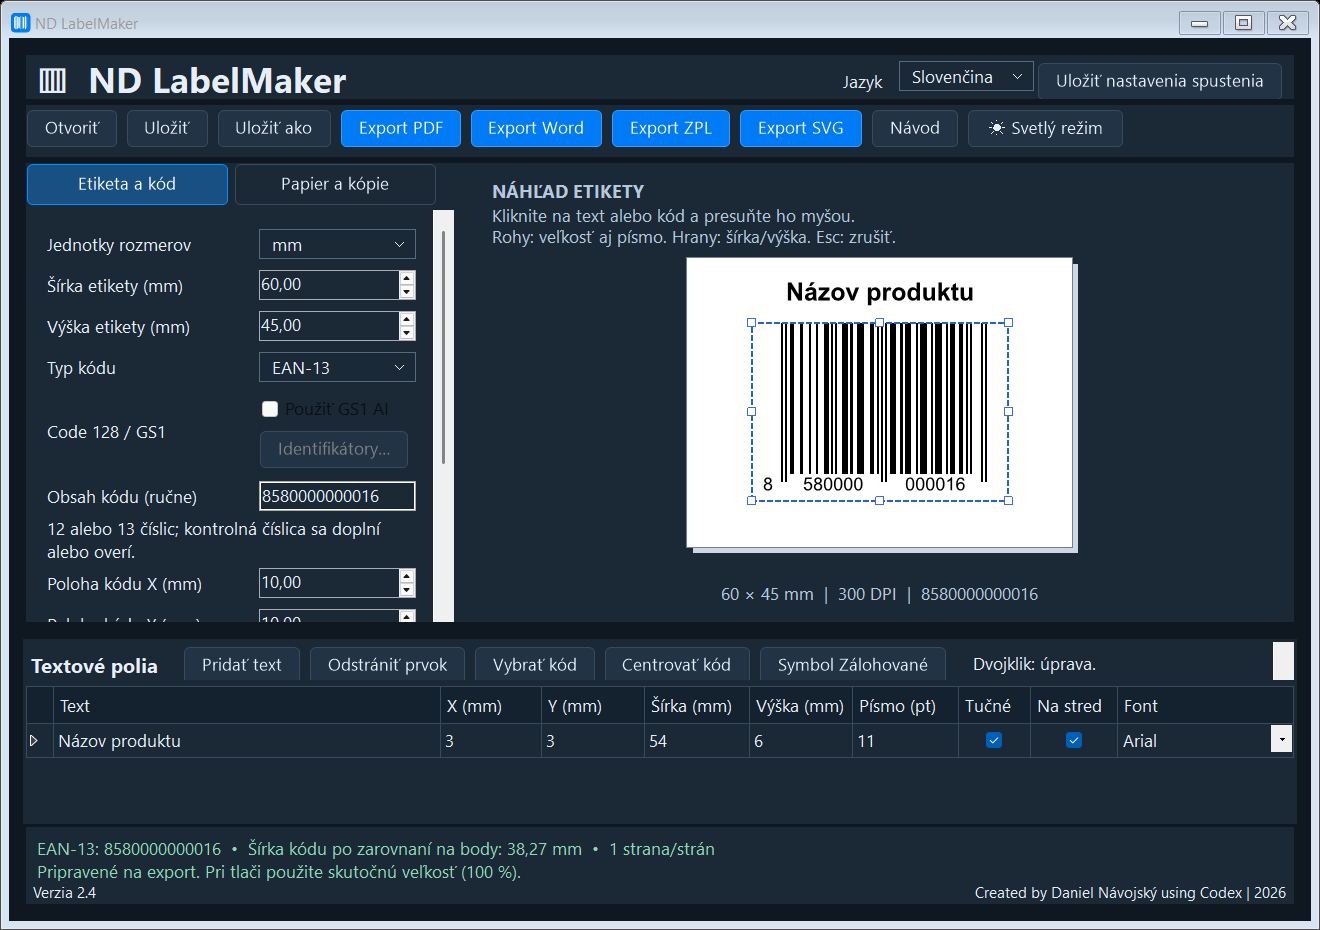 ND LabelMaker
ND LabelMaker
Jazyk
Slovenčina
Uložiť nastavenia spustenia
Otvoriť
Uložiť
Uložiť ako
Export PDF
Export Word
Export ZPL
Export SVG
Návod
Svetlý režim
Etiketa a kód
Papier a kópie
Jednotky rozmerov
mm
Šírka etikety (mm)
60,00
Výška etikety (mm)
45,00
Typ kódu
EAN-13
Code 128 / GS1
Použiť GS1 AI
Identifikátory...
Obsah kódu (ručne)
8580000000016
12 alebo 13 číslic; kontrolná číslica sa doplní
alebo overí.
Poloha kódu X (mm)
10,00
NÁHĽAD ETIKETY
Kliknite na text alebo kód a presuňte ho myšou.
Rohy: veľkosť aj písmo. Hrany: šírka/výška. Esc: zrušiť.
Názov produktu
8 580000 000016
60 × 45 mm | 300 DPI | 8580000000016
Textové polia
Pridať text
Odstrániť prvok
Vybrať kód
Centrovať kód
Symbol Zálohované
Dvojklik: úprava.
Text X (mm) Y (mm) Šírka (mm) Výška (mm) Písmo (pt) Tučné Na stred Font
Názov produktu 3 3 54 6 11 Arial
EAN-13: 8580000000016 • Šírka kódu po zarovnaní na body: 38,27 mm • 1 strana/strán
Pripravené na export. Pri tlači použite skutočnú veľkosť (100 %).
Verzia 2.4
Created by Daniel Návojský using Codex | 2026